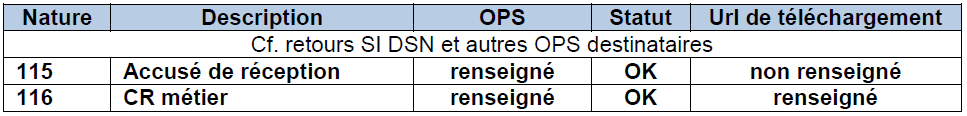 Nature Description OPS Statut Url de téléchargement
Cf. retours SI DSN et autres OPS destinataires
115 Accusé de réception renseigné OK non renseigné
116 CR métier renseigné OK renseigné